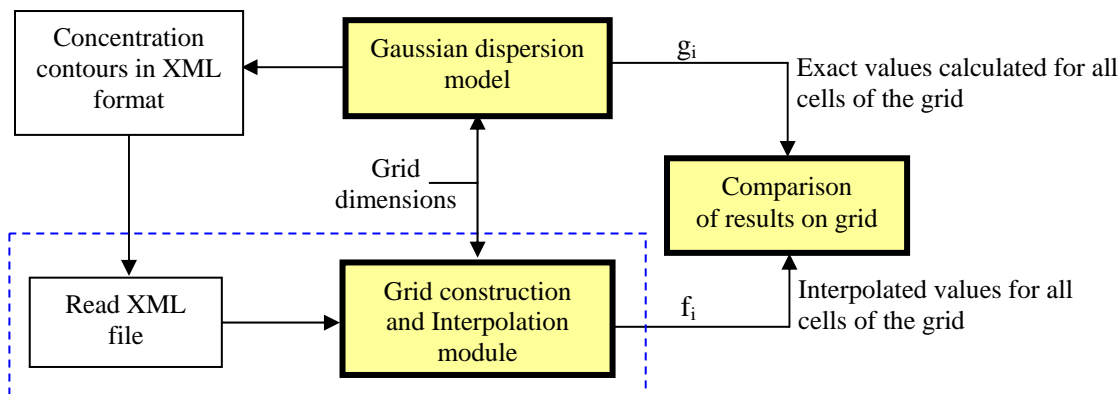 Concentration
contours in XML
format
Gaussian dispersion
model
gᵢ
Exact values calculated for all
cells of the grid
Grid
dimensions
Comparison
of results on grid
Read XML
file
Grid construction
and Interpolation
module
fᵢ
Interpolated values for all
cells of the grid